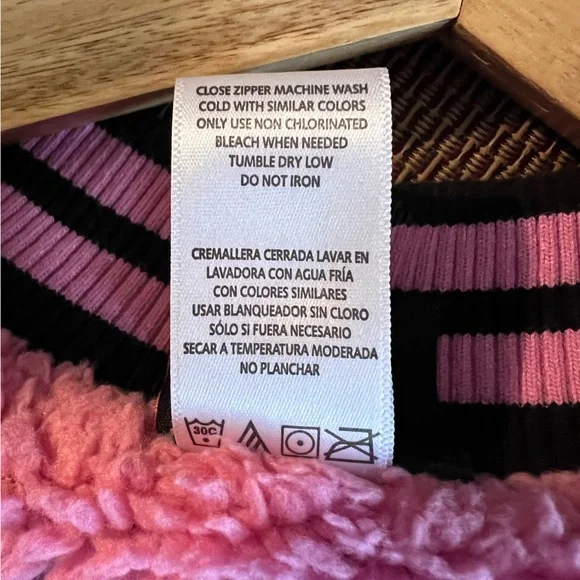 CLOSE ZIPPER MACHINE WASH
COLD WITH SIMILAR COLORS
ONLY USE NON CHLORINATED
BLEACH WHEN NEEDED
TUMBLE DRY LOW
DO NOT IRON
CREMALLERA CERRADA LAVAR EN
LAVADORA CON AGUA FRÍA
CON COLORES SIMILARES
USAR BLANQUEADOR SIN CLORO
SÓLO SI FUERA NECESARIO
SECAR A TEMPERATURA MODERADA
NO PLANCHAR
30C